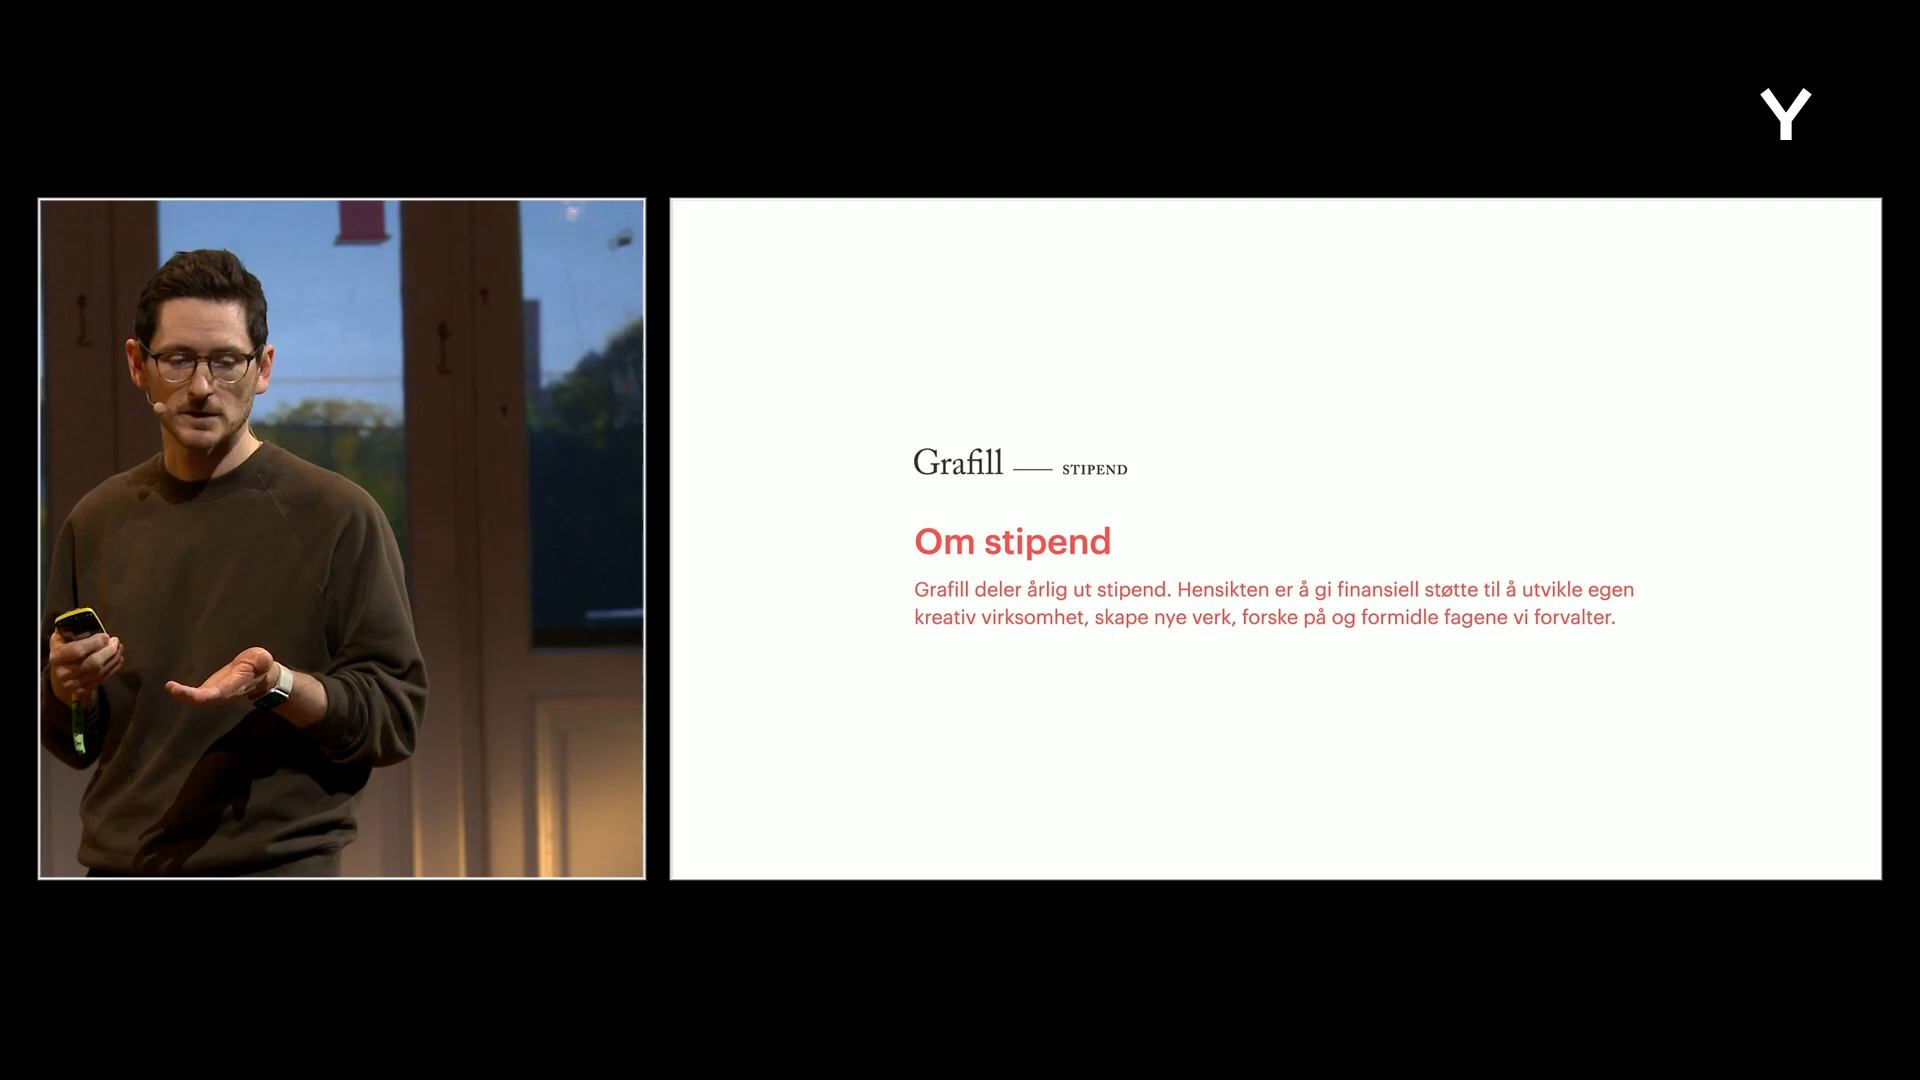 Y
Grafill — STIPEND
Om stipend
Grafill deler årlig ut stipend. Hensikten er å gi finansiell støtte til å utvikle egen
kreativ virksomhet, skape nye verk, forske på og formidle fagene vi forvalter.